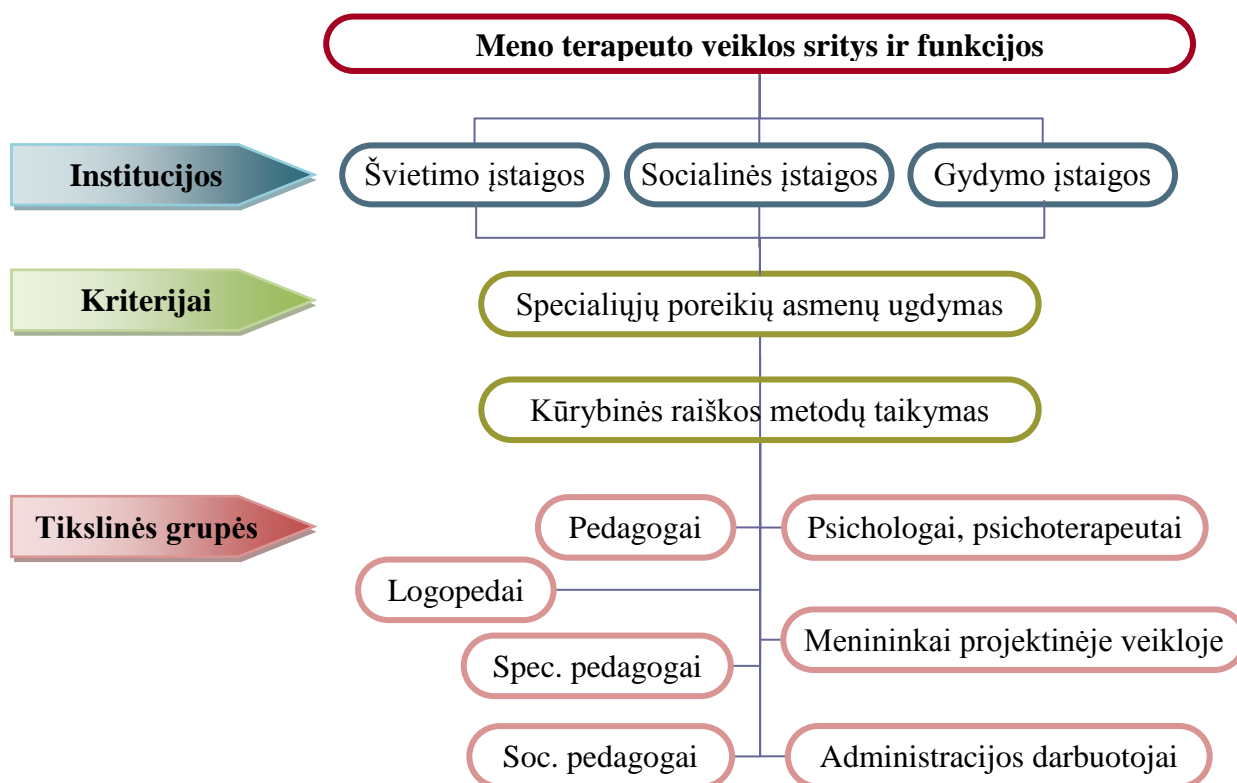 Meno terapeuto veiklos sritys ir funkcijos
Institucijos
Švietimo įstaigos
Socialinės įstaigos
Gydymo įstaigos
Kriterijai
Specialiųjų poreikių asmenų ugdymas
Kūrybinės raiškos metodų taikymas
Tikslinės grupės
Pedagogai
Psichologai, psichoterapeutai
Logopedai
Menininkai projektinėje veikloje
Spec. pedagogai
Soc. pedagogai
Administracijos darbuotojai